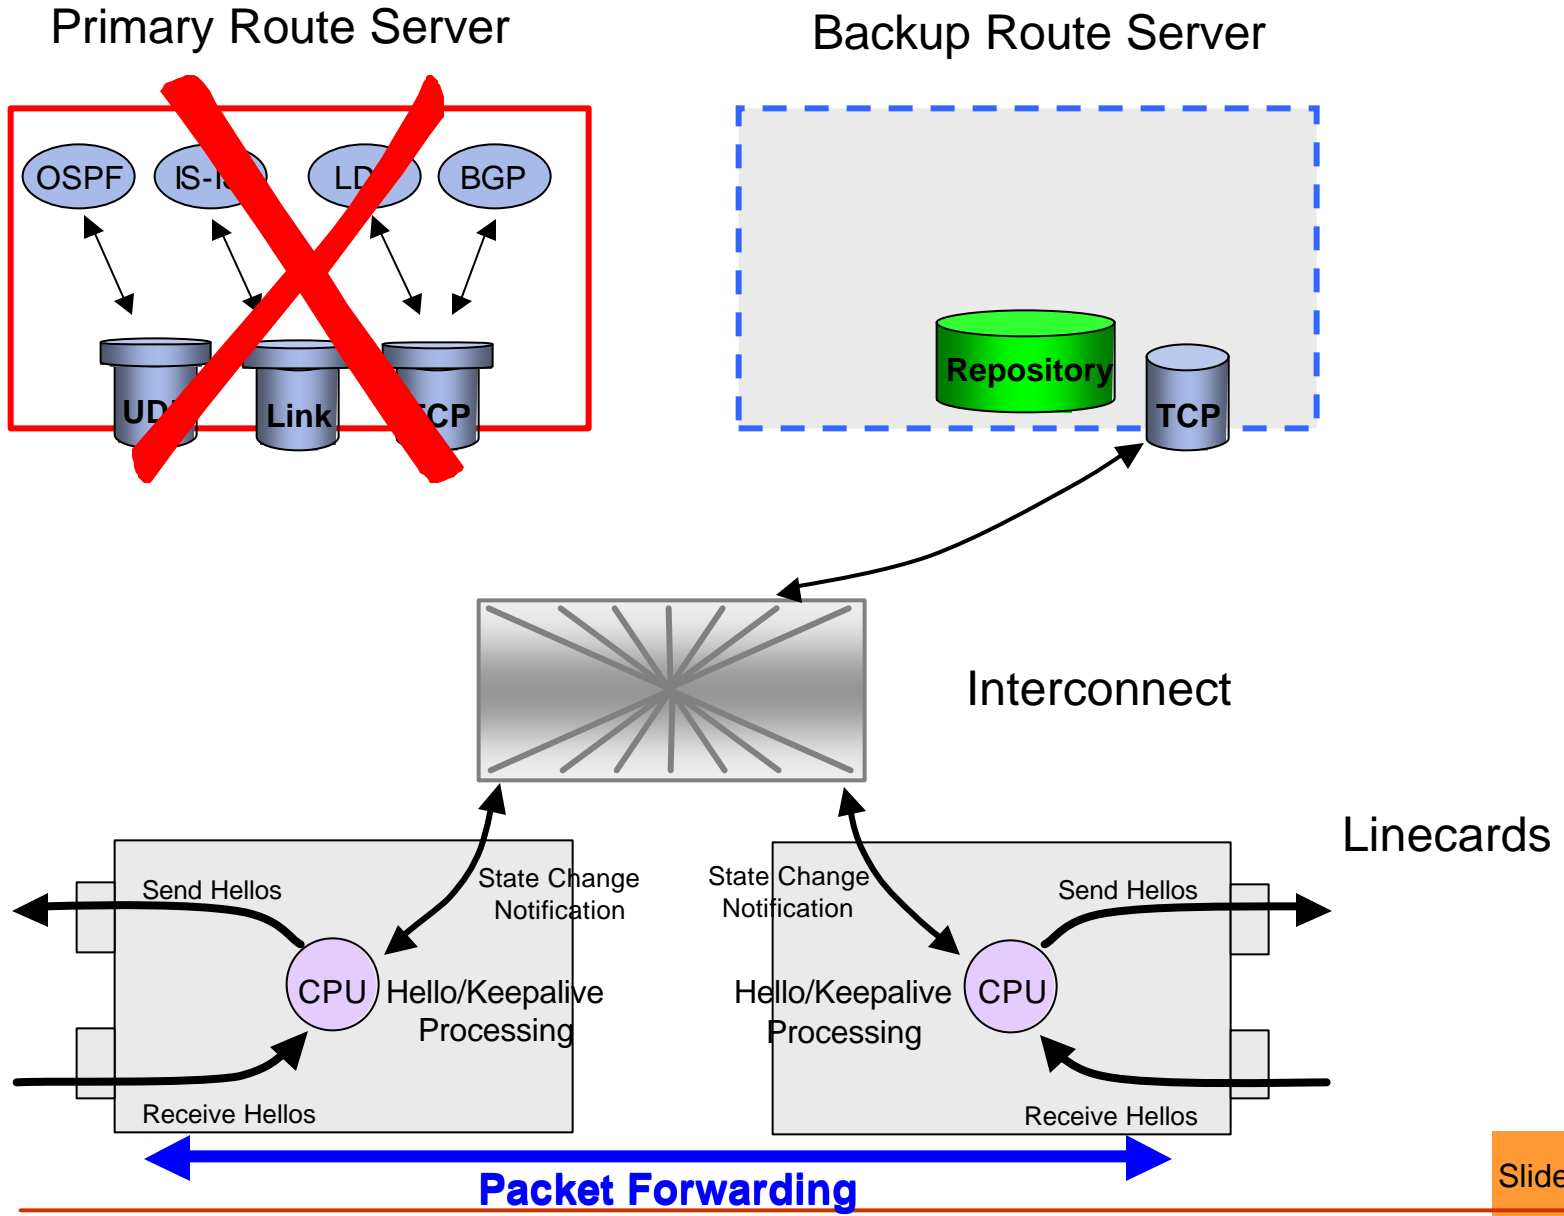 Primary Route Server
Backup Route Server
OSPF
BGP
Link
Repository
TCP
Interconnect
Linecards
Send Hellos
State Change
Notification
State Change
Notification
Send Hellos
CPU
Hello/Keepalive
Processing
Hello/Keepalive
Processing
CPU
Receive Hellos
Receive Hellos
Packet Forwarding
Slide